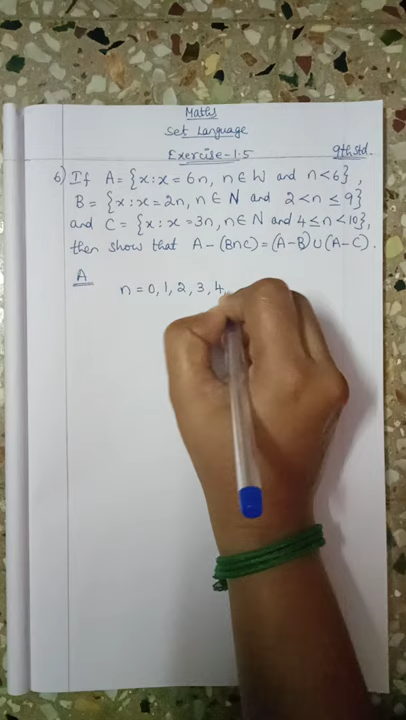 Maths
Set Language
Exercise-1.5 9th std.
6) If A = {x : x = 6n, n ∈ W and n < 6},
B = {x : x = 2n, n ∈ N and 2 < n ≤ 9}
and C = {x : x = 3n, n ∈ N and 4 ≤ n < 10},
then show that A - (B∩C) = (A-B) ∪ (A-C).
A
n = 0, 1, 2, 3, 4,